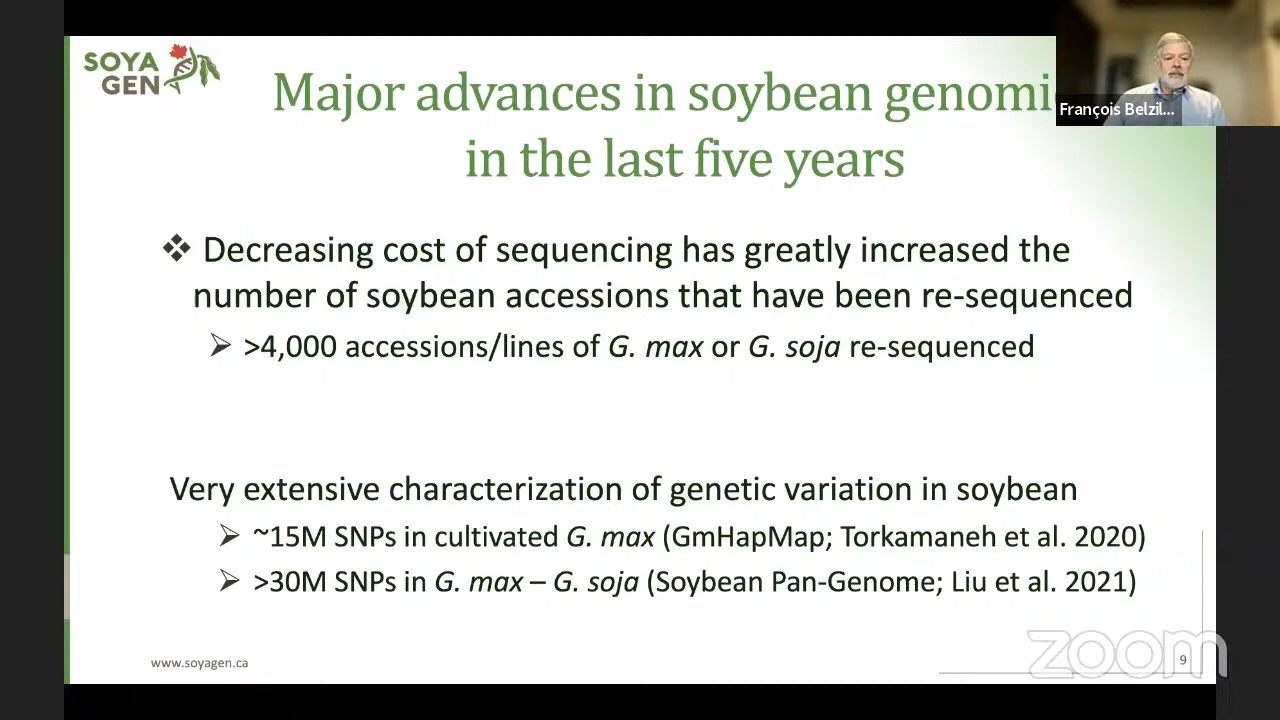 SOYA
GEN
Major advances in soybean genomi
in the last five years
François Belzil...
❖ Decreasing cost of sequencing has greatly increased the
number of soybean accessions that have been re-sequenced
➢ >4,000 accessions/lines of G. max or G. soja re-sequenced
Very extensive characterization of genetic variation in soybean
➢ ~15M SNPs in cultivated G. max (GmHapMap; Torkamaneh et al. 2020)
➢ >30M SNPs in G. max – G. soja (Soybean Pan-Genome; Liu et al. 2021)
www.soyagen.ca
9
zoom